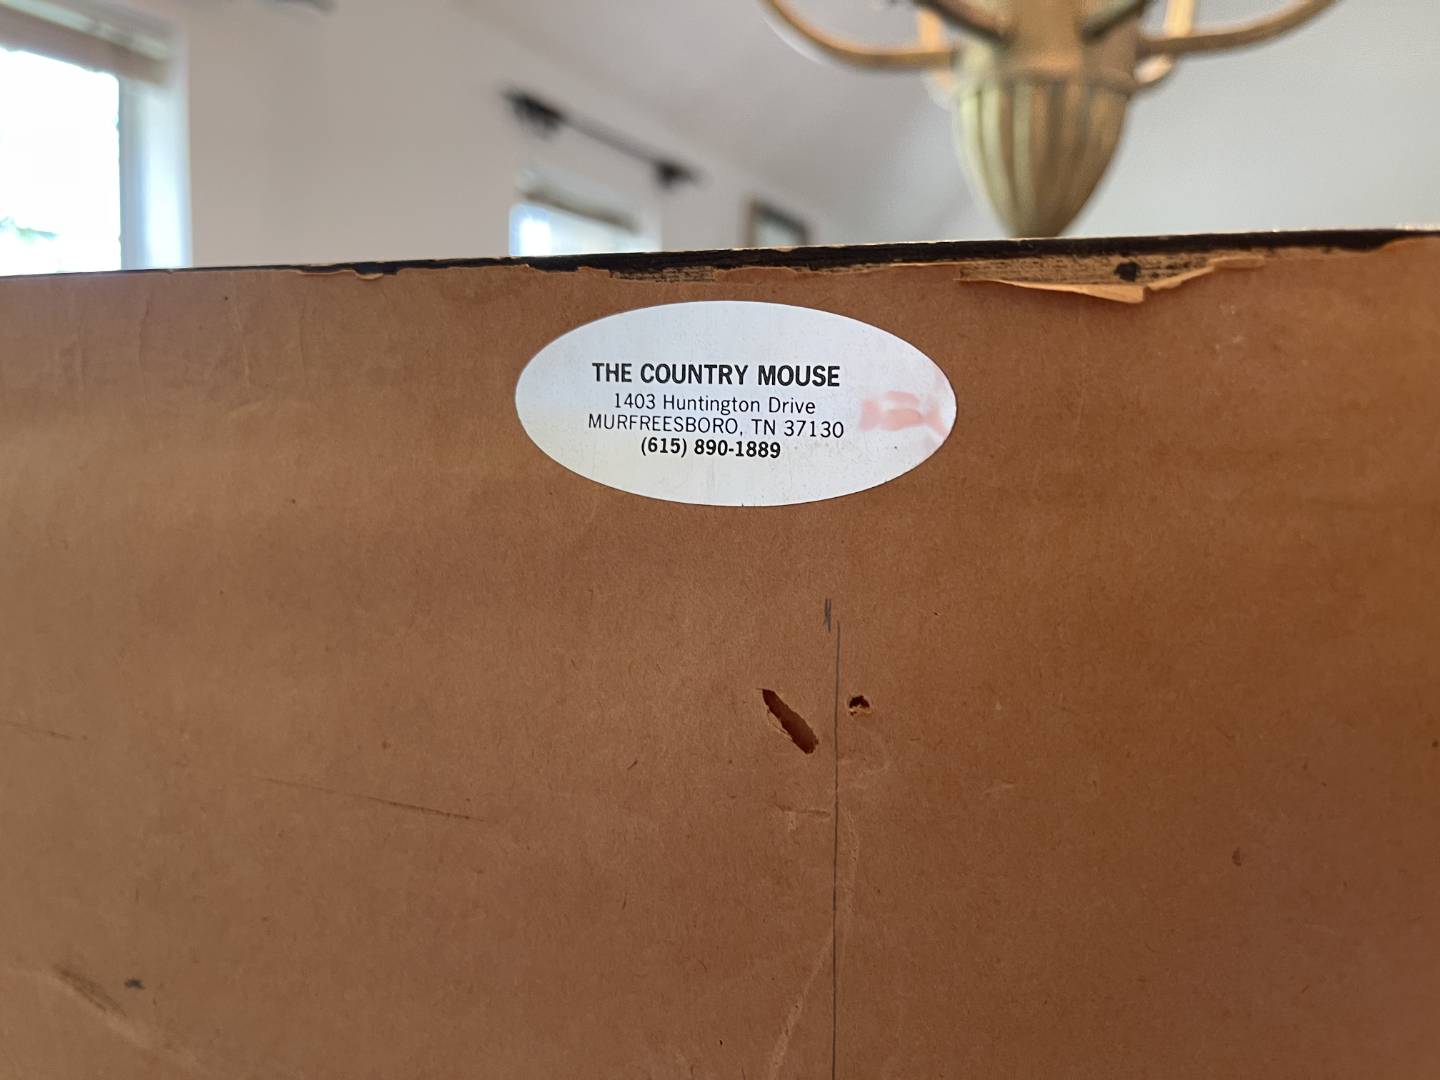 THE COUNTRY MOUSE
1403 Huntington Drive
MURFREESBORO, TN 37130
(615) 890-1889